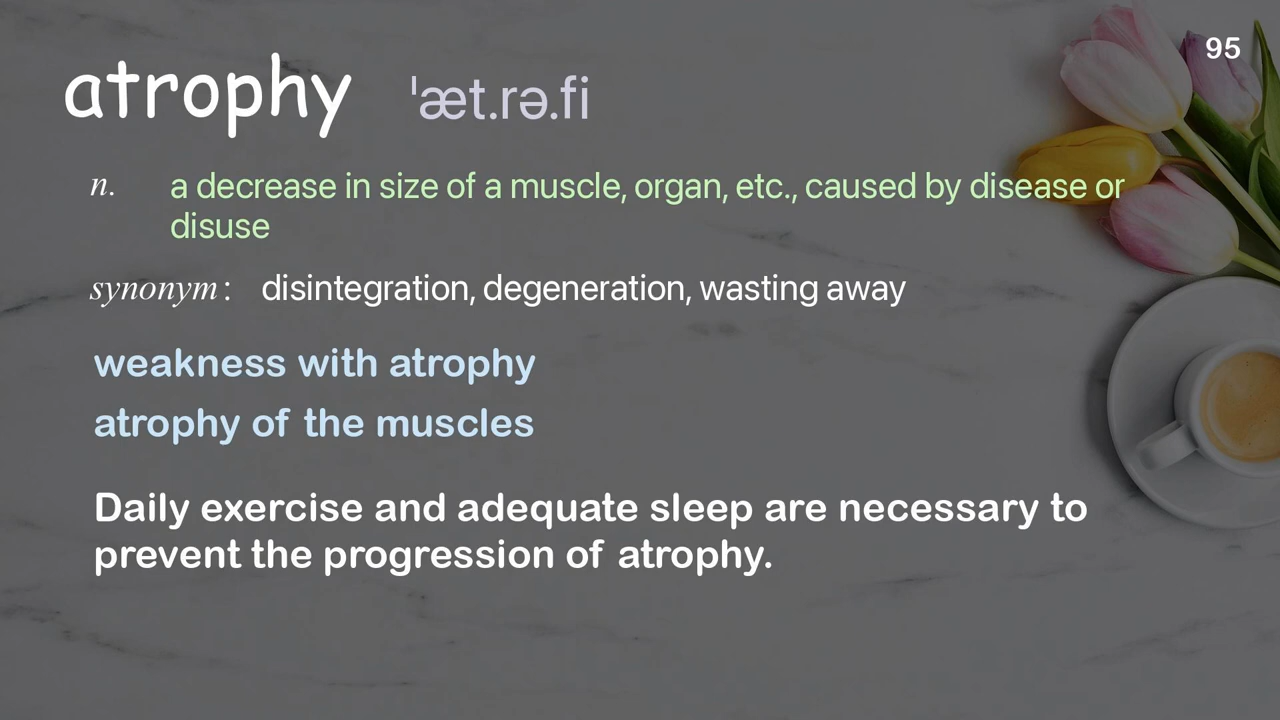 95
atrophy ˈæt.rə.fi
n. a decrease in size of a muscle, organ, etc., caused by disease or
disuse
synonym: disintegration, degeneration, wasting away
weakness with atrophy
atrophy of the muscles
Daily exercise and adequate sleep are necessary to
prevent the progression of atrophy.